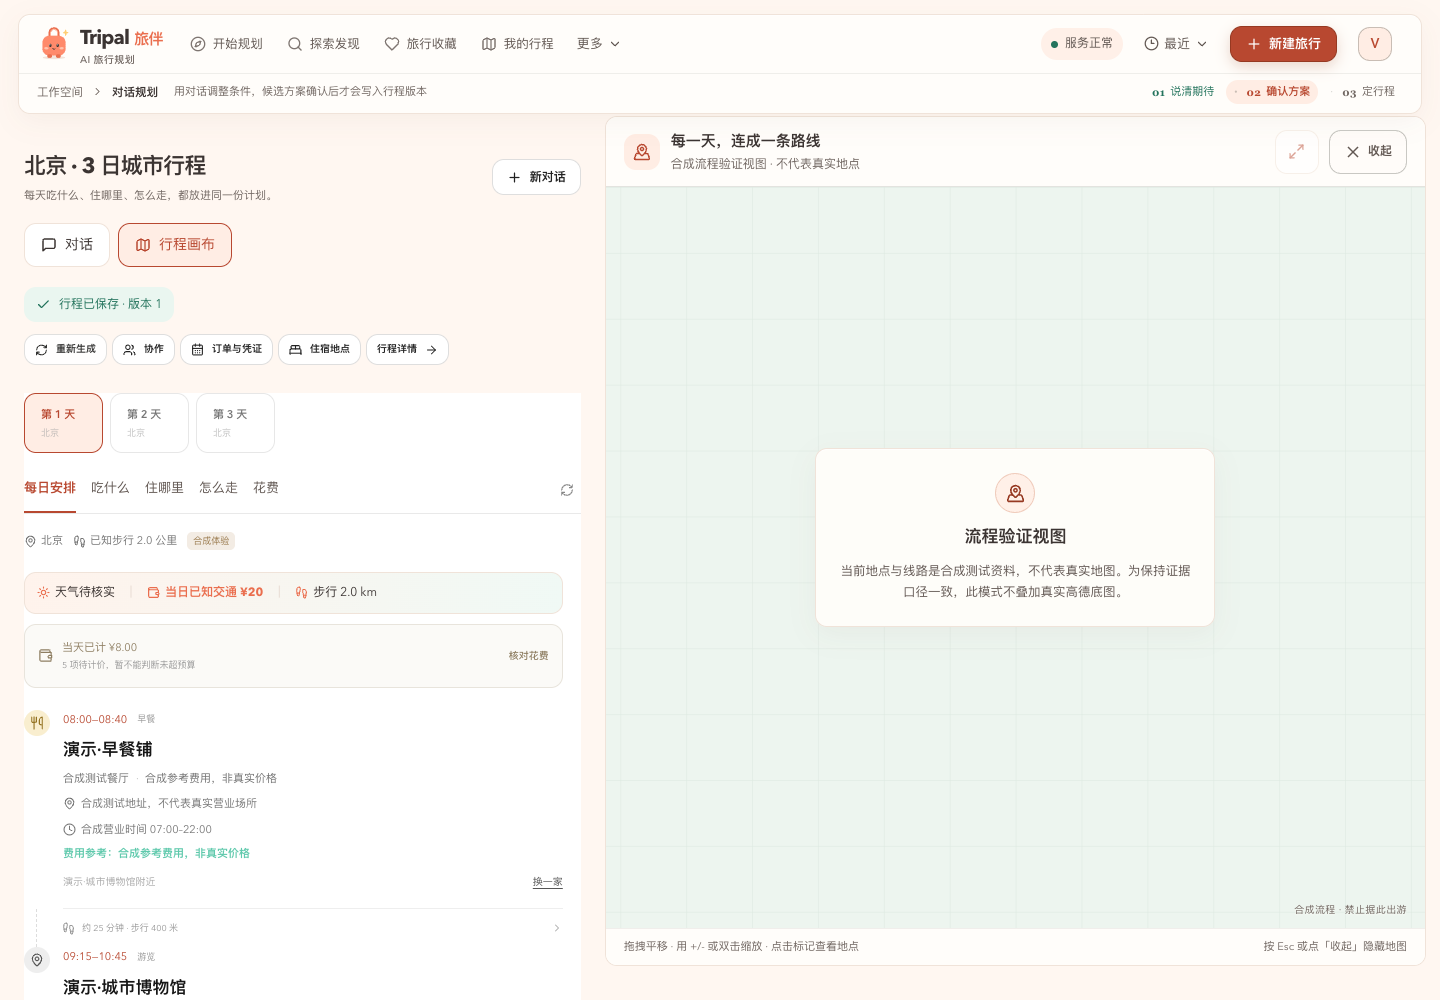 Tripal 旅伴
AI 旅行规划
开始规划
探索发现
旅行收藏
我的行程
更多
服务正常
最近
新建旅行
V
工作空间
对话规划
用对话调整条件，候选方案确认后才会写入行程版本
01 说清期待
02 确认方案
03 定行程
北京 · 3 日城市行程
每天吃什么、住哪里、怎么走，都放进同一份计划。
新对话
对话
行程画布
行程已保存 · 版本 1
重新生成
协作
订单与凭证
住宿地点
行程详情
第 1 天
北京
第 2 天
北京
第 3 天
北京
每日安排
吃什么
住哪里
怎么走
花费
北京
已知步行 2.0 公里
合成体验
天气待核实
当日已知交通 ¥20
步行 2.0 km
当天已计 ¥8.00
5 项待计价，暂不能判断未超预算
核对花费
08:00–08:40 早餐
演示·早餐铺
合成测试餐厅 · 合成参考费用，非真实价格
合成测试地址，不代表真实营业场所
合成营业时间 07:00-22:00
费用参考：合成参考费用，非真实价格
演示·城市博物馆附近
换一家
约 25 分钟 · 步行 400 米
09:15–10:45 游览
演示·城市博物馆
每一天，连成一条路线
合成流程验证视图 · 不代表真实地点
收起
流程验证视图
当前地点与线路是合成测试资料，不代表真实地图。为保持证据
口径一致，此模式不叠加真实高德底图。
合成流程 · 禁止据此出游
拖拽平移 · 用 +/- 或双击缩放 · 点击标记查看地点
按 Esc 或点「收起」隐藏地图